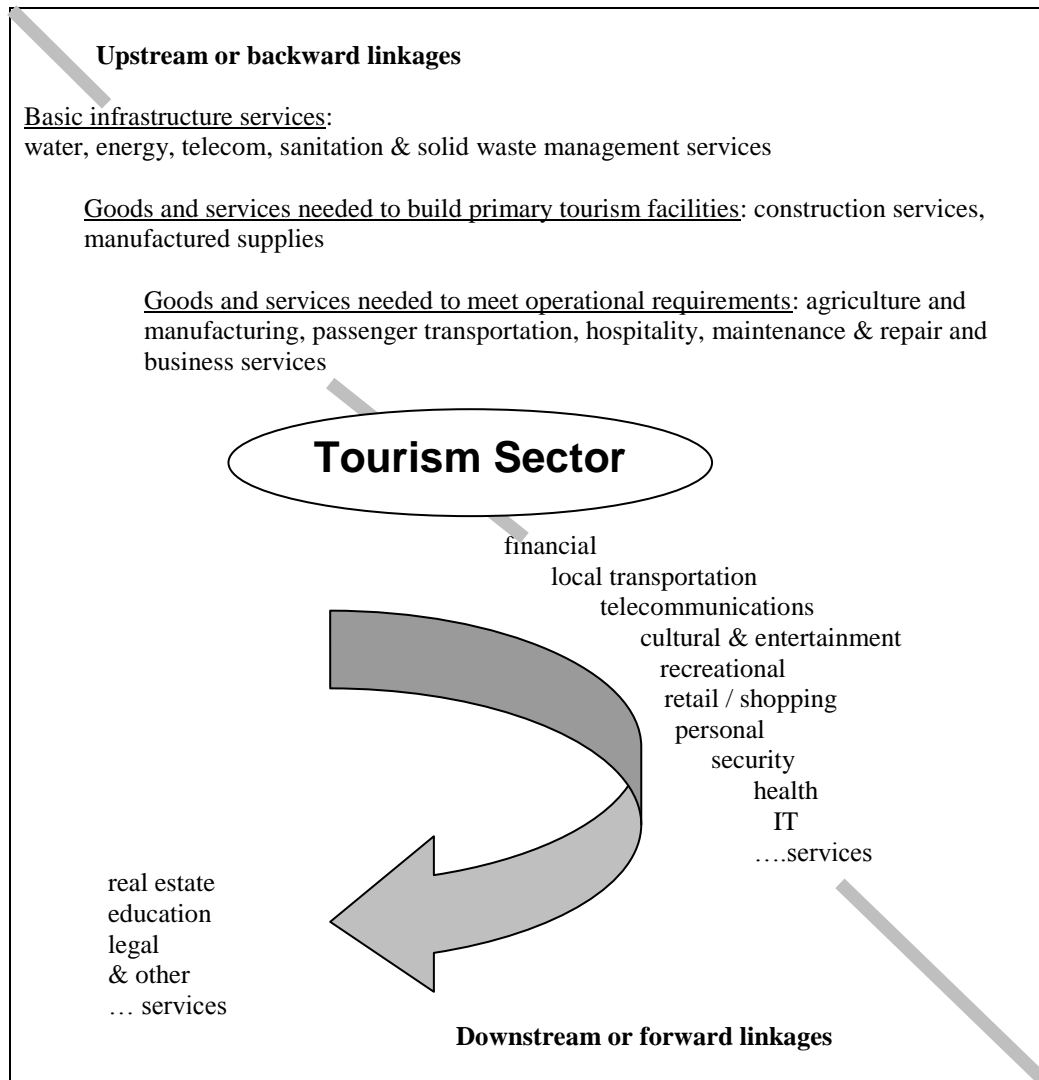 Upstream or backward linkages
Basic infrastructure services:
water, energy, telecom, sanitation & solid waste management services
Goods and services needed to build primary tourism facilities: construction services,
manufactured supplies
Goods and services needed to meet operational requirements: agriculture and
manufacturing, passenger transportation, hospitality, maintenance & repair and
business services
Tourism Sector
financial
local transportation
telecommunications
cultural & entertainment
recreational
retail / shopping
personal
security
health
IT
….services
real estate
education
legal
& other
… services
Downstream or forward linkages